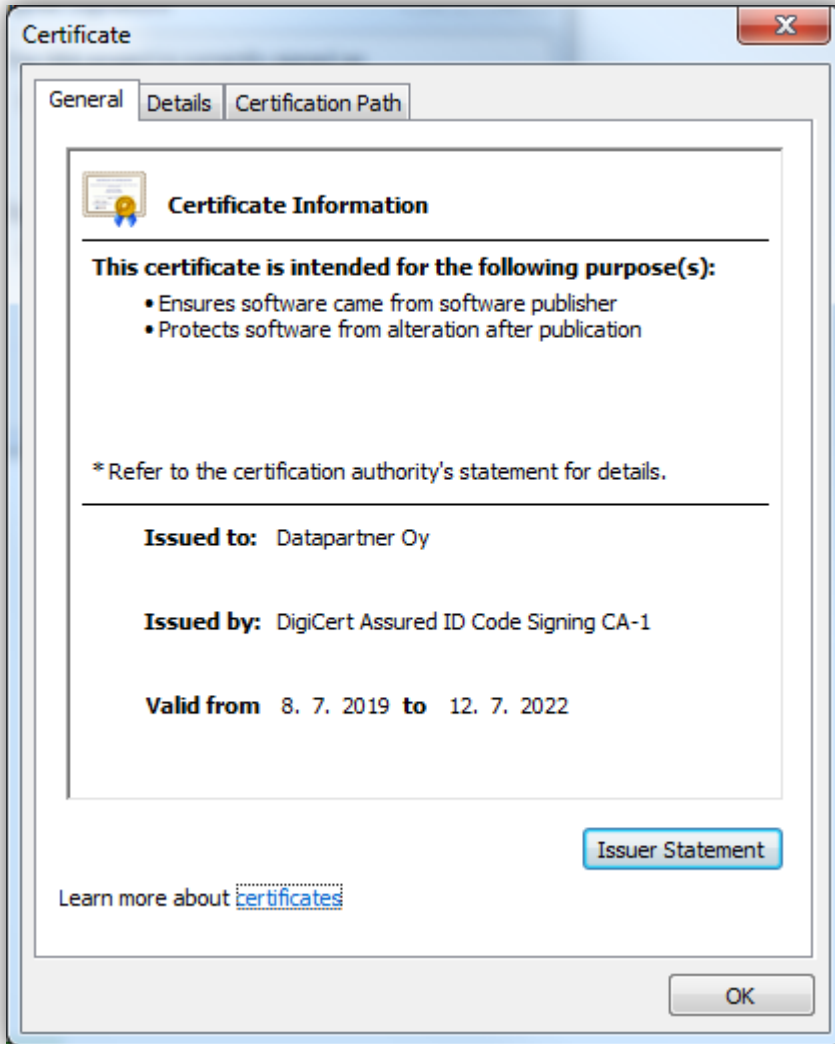 Certificate
General Details Certification Path
Certificate Information
This certificate is intended for the following purpose(s):
• Ensures software came from software publisher
• Protects software from alteration after publication
* Refer to the certification authority's statement for details.
Issued to: Datapartner Oy
Issued by: DigiCert Assured ID Code Signing CA-1
Valid from 8. 7. 2019 to 12. 7. 2022
Issuer Statement
Learn more about certificates
OK